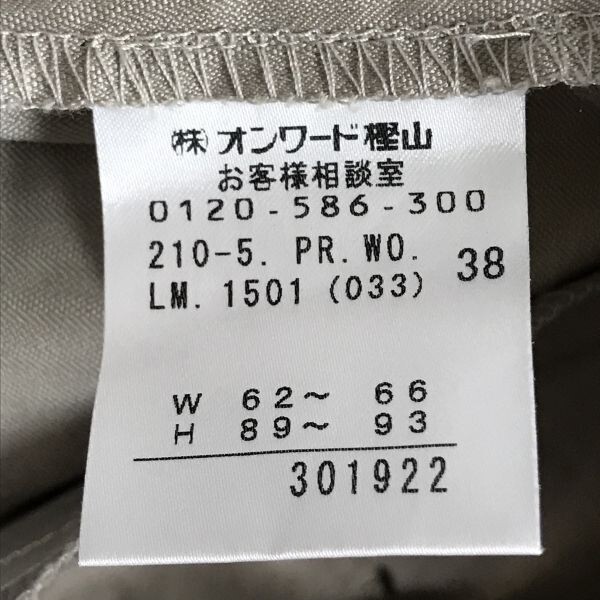 ㈱オンワード樫山
お客様相談室
0120-586-300
210-5. PR.WO. 38
LM. 1501 (033)
W 62〜 66
H 89〜 93
301922